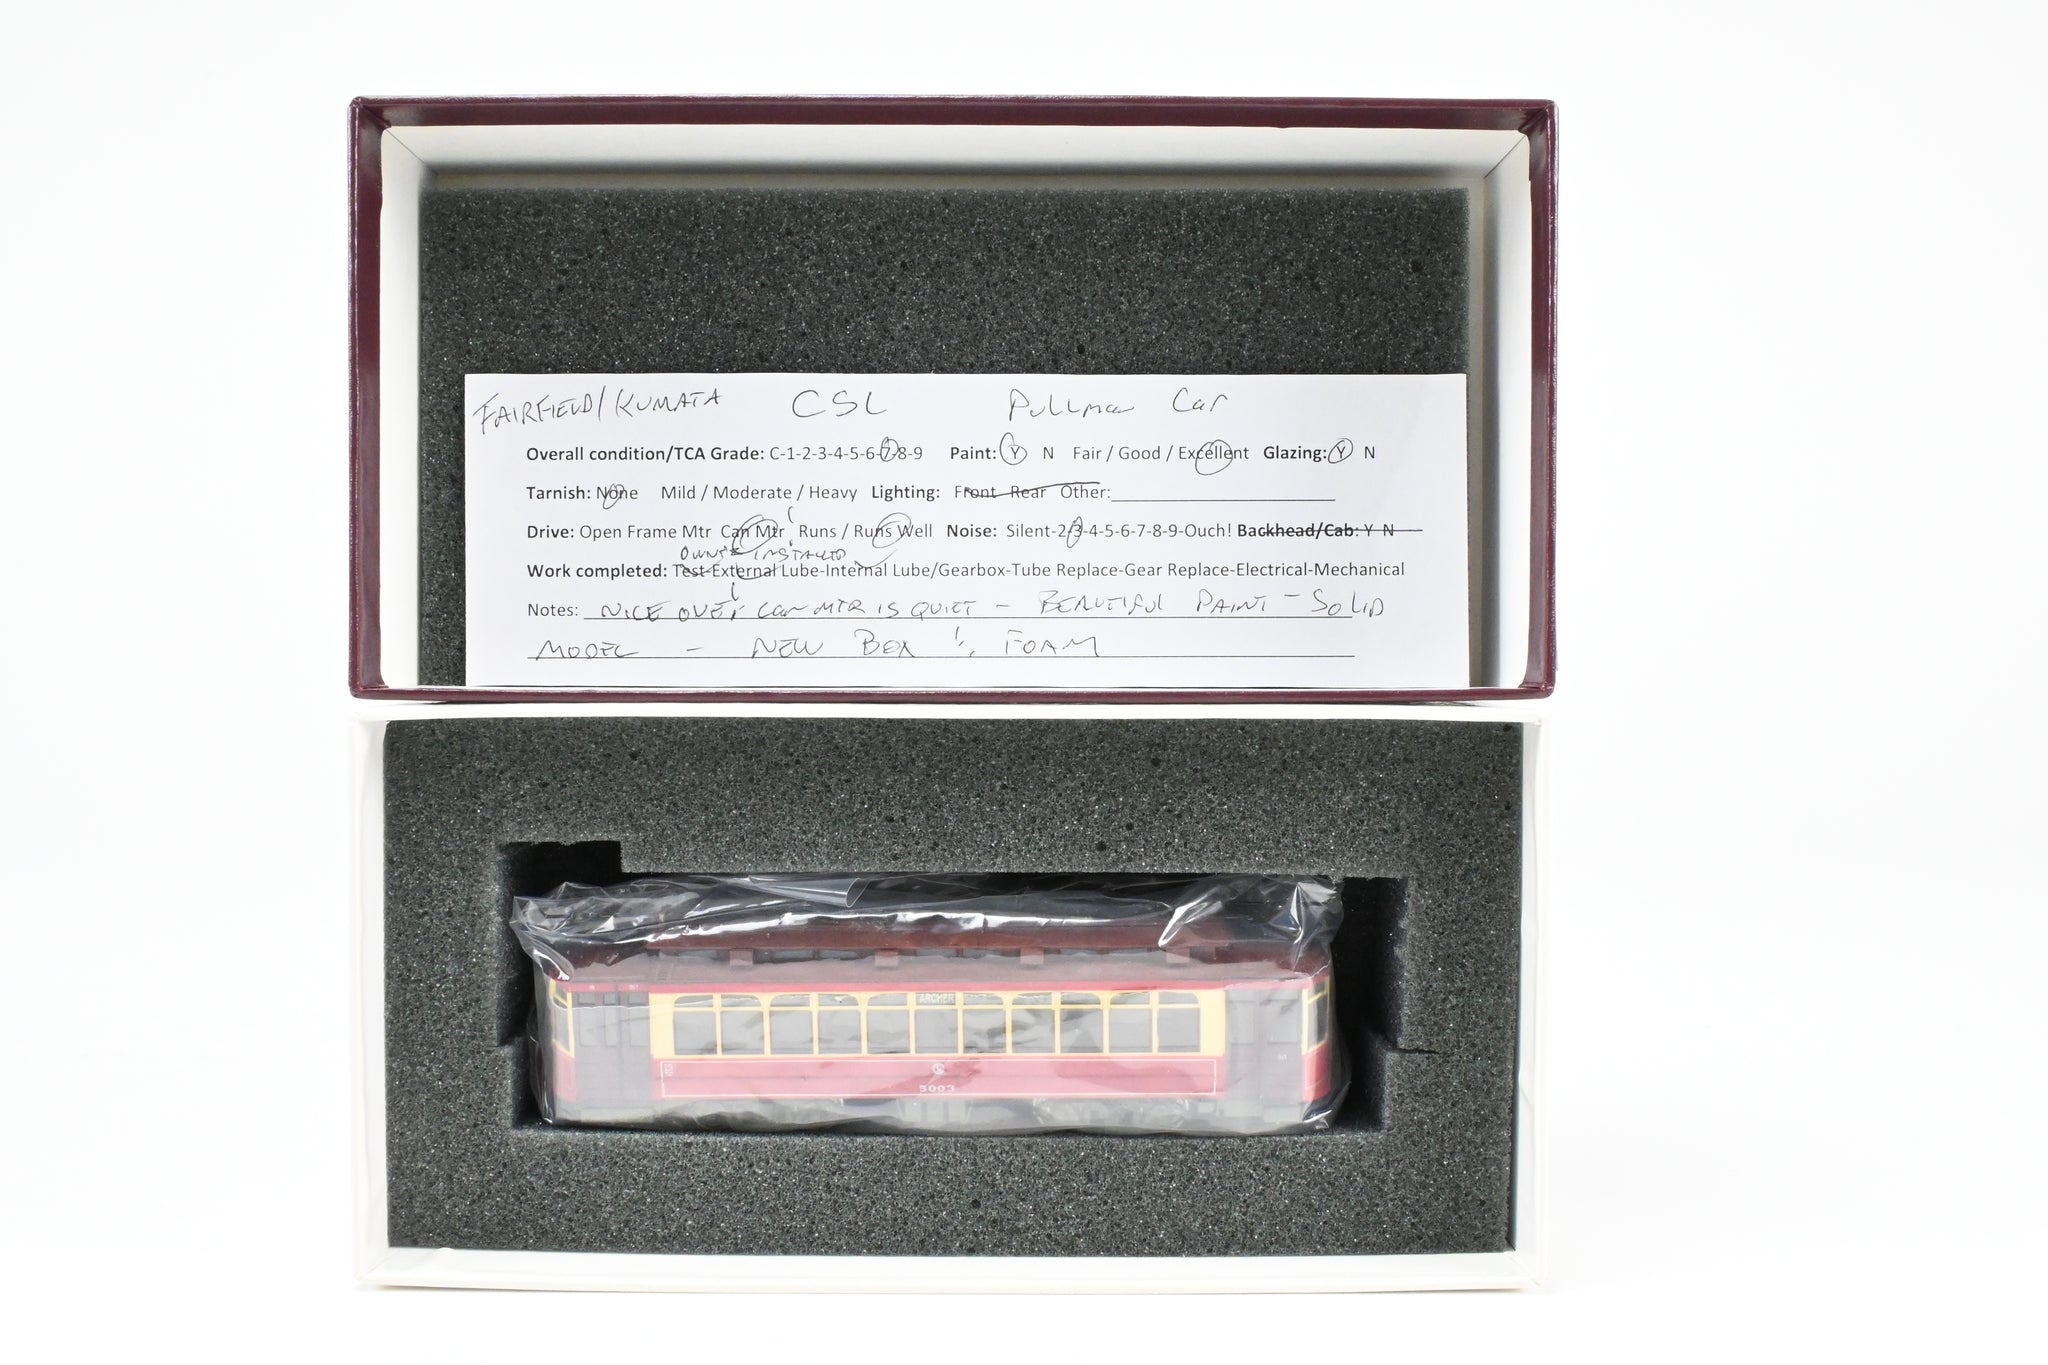 FAIRFIELD/KUMATA CSL Pullman Car
Overall condition/TCA Grade: C-1-2-3-4-5-6-7-8-9 Paint: Y N Fair / Good / Excellent Glazing: Y N
Tarnish: None Mild / Moderate / Heavy Lighting: Front Rear Other:
Drive: Open Frame Mtr Can Mtr Runs / Runs Well Noise: Silent-2-3-4-5-6-7-8-9-Ouch! Backhead/Cab: Y N
OWNER INSTALLED
Work completed: Test-External Lube-Internal Lube/Gearbox-Tube Replace-Gear Replace-Electrical-Mechanical
Notes: NICE ONE! CAN MTR IS QUIET - BEAUTIFUL PAINT - SOLID
MODEL - NEW BOX & FOAM
ARCHER
5003